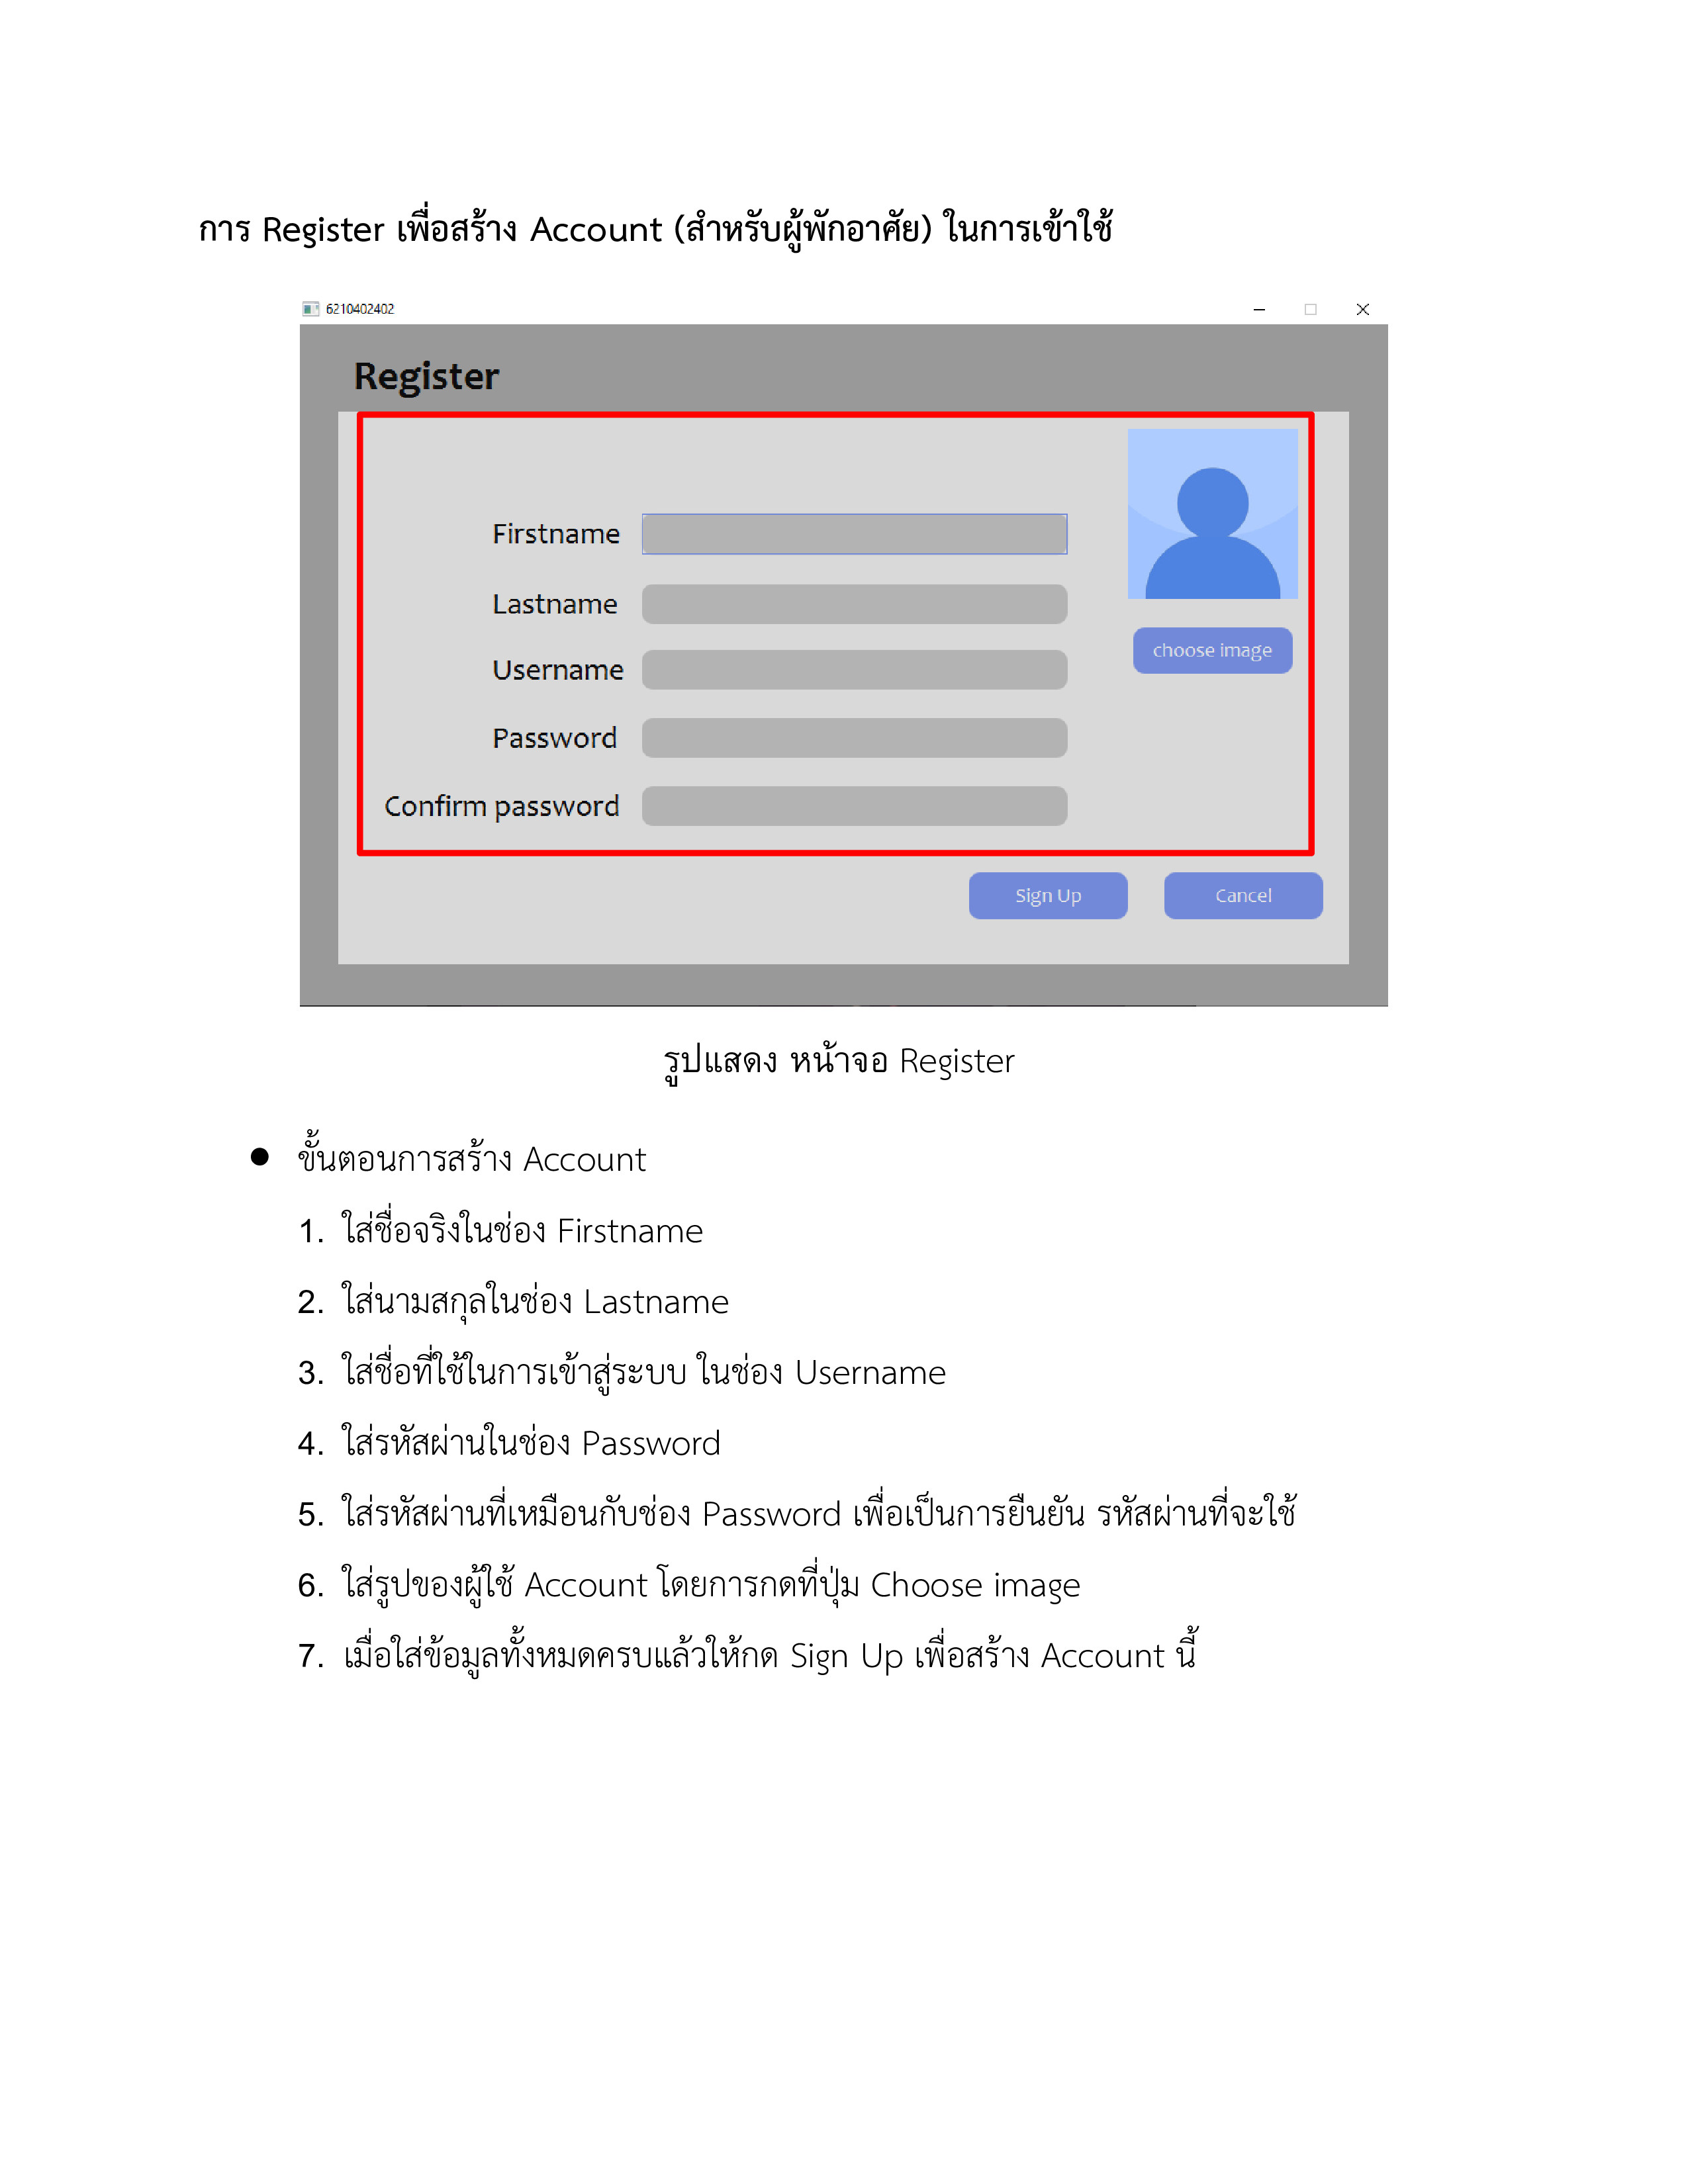 การ Register เพื่อสร้าง Account (สำหรับผู้พักอาศัย) ในการเข้าใช้
6210402402
Register
Firstname
Lastname
choose image
Username
Password
Confirm password
Sign Up Cancel
รูปแสดง หน้าจอ Register
● ขั้นตอนการสร้าง Account
1. ใส่ชื่อจริงในช่อง Firstname
2. ใส่นามสกุลในช่อง Lastname
3. ใส่ชื่อที่ใช้ในการเข้าสู่ระบบ ในช่อง Username
4. ใส่รหัสผ่านในช่อง Password
5. ใส่รหัสผ่านที่เหมือนกับช่อง Password เพื่อเป็นการยืนยัน รหัสผ่านที่จะใช้
6. ใส่รูปของผู้ใช้ Account โดยการกดที่ปุ่ม Choose image
7. เมื่อใส่ข้อมูลทั้งหมดครบแล้วให้กด Sign Up เพื่อสร้าง Account นี้